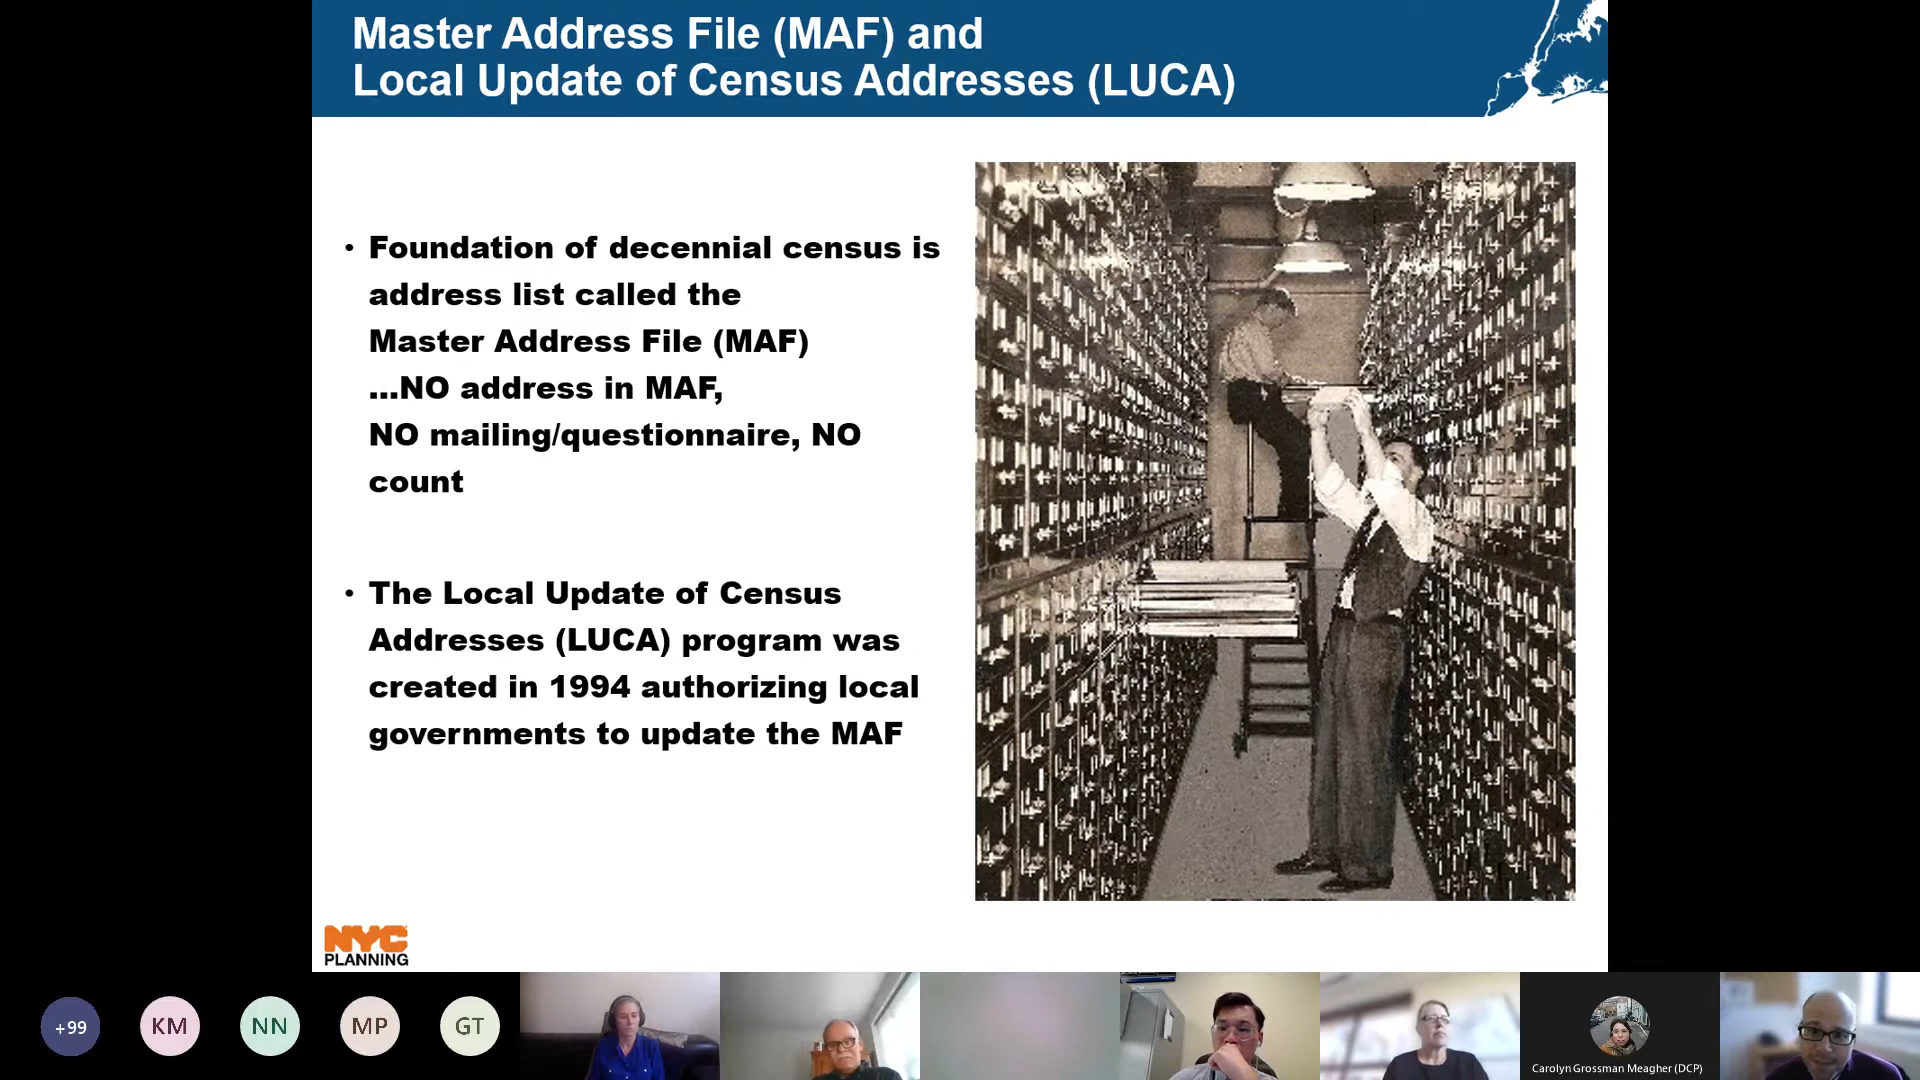 Master Address File (MAF) and
Local Update of Census Addresses (LUCA)
• Foundation of decennial census is
address list called the
Master Address File (MAF)
...NO address in MAF,
NO mailing/questionnaire, NO
count
• The Local Update of Census
Addresses (LUCA) program was
created in 1994 authorizing local
governments to update the MAF
NYC
PLANNING
+99
KM
NN
MP
GT
Carolyn Grossman Meagher (DCP)